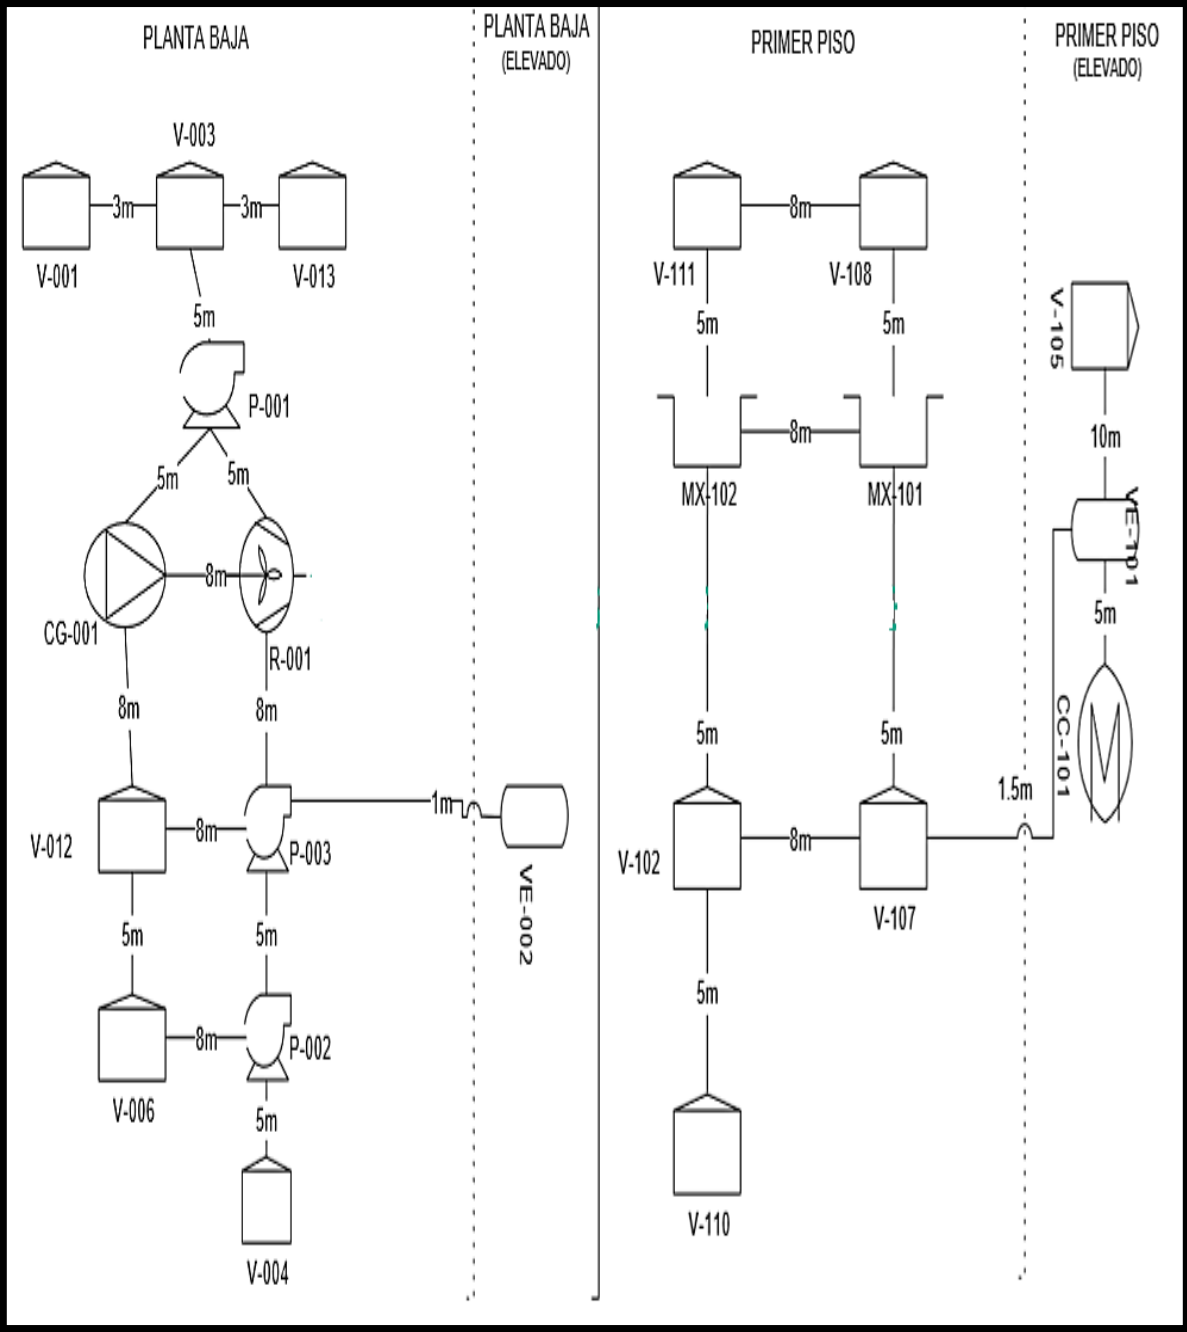 PLANTA BAJA
PLANTA BAJA
(ELEVADO)
PRIMER PISO
PRIMER PISO
(ELEVADO)
V-003
3m
3m
V-001
V-013
5m
P-001
5m
5m
8m
CG-001
R-001
8m
8m
V-012
8m
P-003
1m
VE-002
5m
5m
8m
P-002
V-006
5m
V-004
8m
V-111
V-108
5m
5m
8m
MX-102
MX-101
5m
5m
V-102
8m
V-107
1.5m
5m
V-110
V-105
10m
VE-101
5m
CC-101